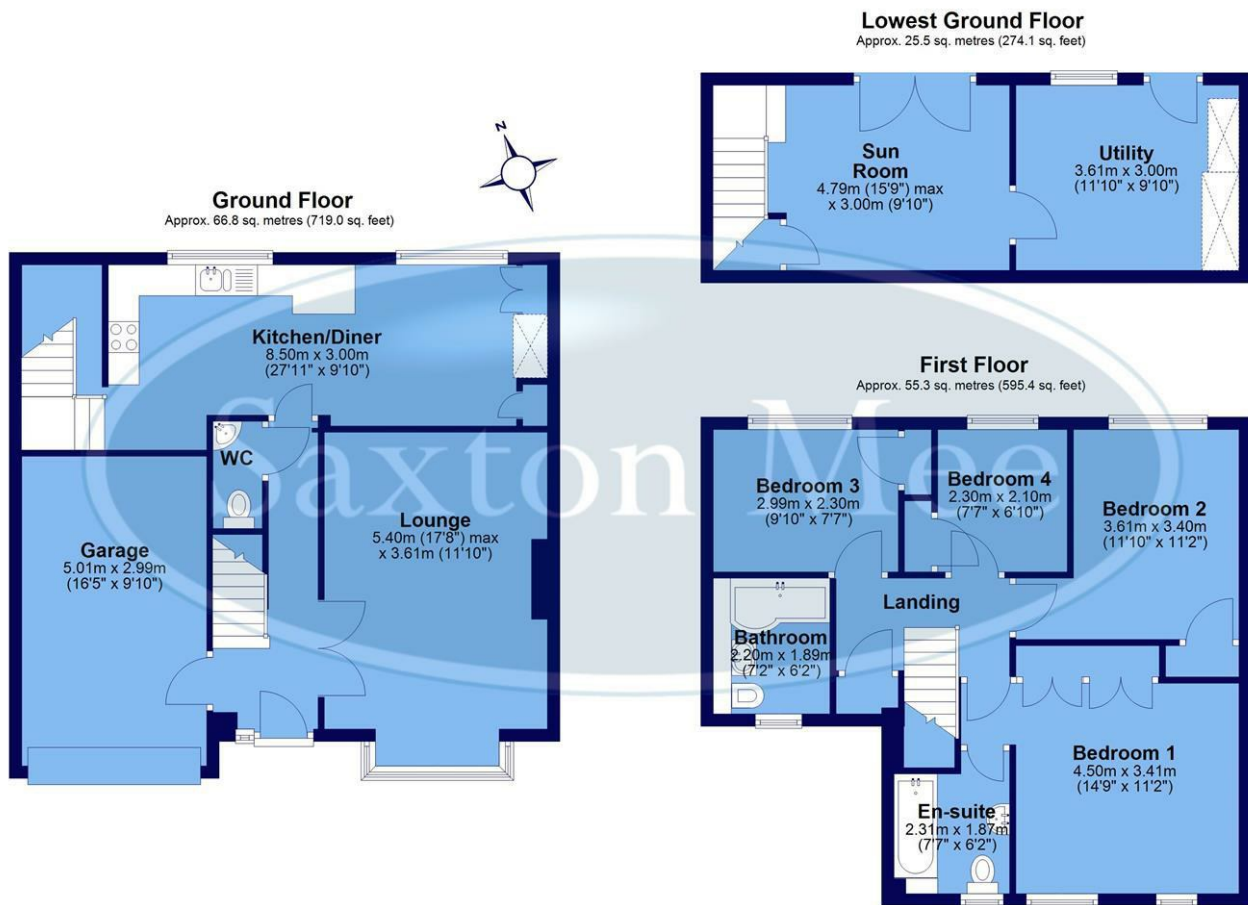 Lowest Ground Floor
Approx. 25.5 sq. metres (274.1 sq. feet)
Sun
Room
4.79m (15'9") max
x 3.00m (9'10")
Utility
3.61m x 3.00m
(11'10" x 9'10")
N
Ground Floor
Approx. 66.8 sq. metres (719.0 sq. feet)
Kitchen/Diner
8.50m x 3.00m
(27'11" x 9'10")
WC
Lounge
5.40m (17'8") max
x 3.61m (11'10")
Garage
5.01m x 2.99m
(16'5" x 9'10")
First Floor
Approx. 55.3 sq. metres (595.4 sq. feet)
Bedroom 3
2.99m x 2.30m
(9'10" x 7'7")
Bedroom 4
2.30m x 2.10m
(7'7" x 6'10")
Bedroom 2
3.61m x 3.40m
(11'10" x 11'2")
Landing
Bathroom
2.20m x 1.89m
(7'2" x 6'2")
Bedroom 1
4.50m x 3.41m
(14'9" x 11'2")
En-suite
2.31m x 1.87m
(7'7" x 6'2")
Saxton Mee